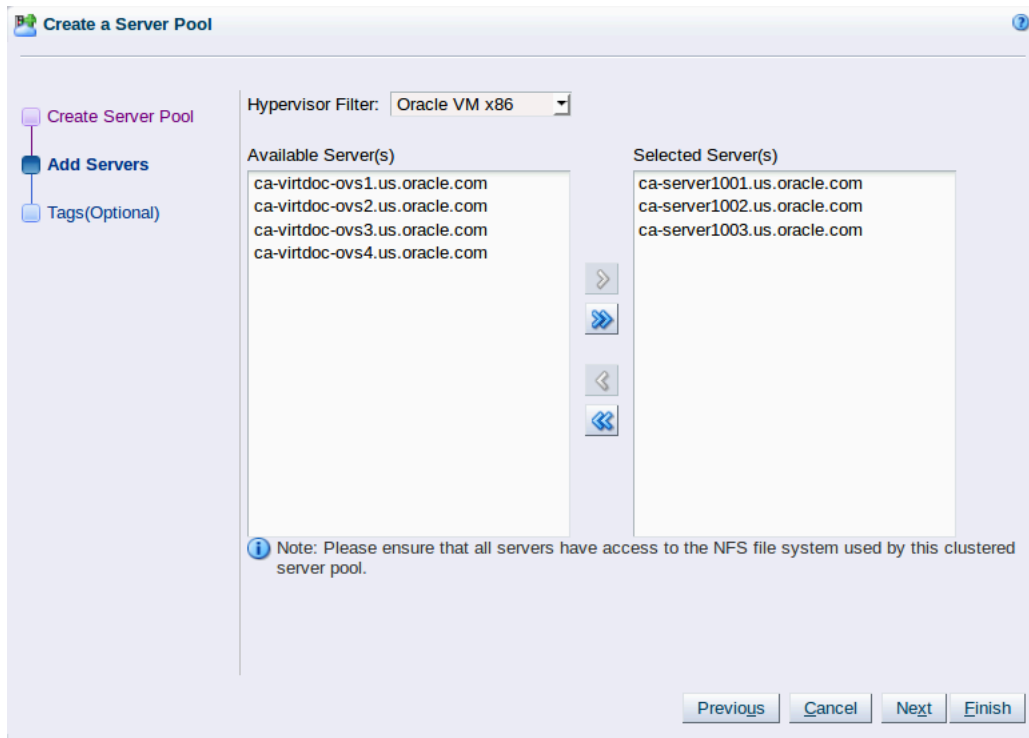 Create a Server Pool
Create Server Pool
Add Servers
Tags(Optional)
Hypervisor Filter: Oracle VM x86
Available Server(s)
ca-virtdoc-ovs1.us.oracle.com
ca-virtdoc-ovs2.us.oracle.com
ca-virtdoc-ovs3.us.oracle.com
ca-virtdoc-ovs4.us.oracle.com
Selected Server(s)
ca-server1001.us.oracle.com
ca-server1002.us.oracle.com
ca-server1003.us.oracle.com
Note: Please ensure that all servers have access to the NFS file system used by this clustered
server pool.
Previous Cancel Next Finish